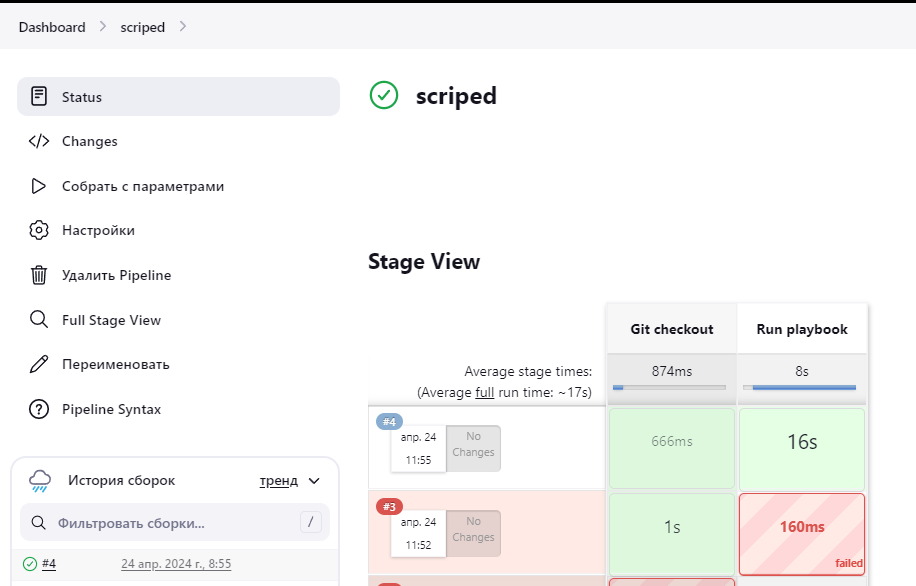 Dashboard
scriped
Status
Changes
Собрать с параметрами
Настройки
Удалить Pipeline
Full Stage View
Переименовать
Pipeline Syntax
История сборок
тренд
Фильтровать сборки...
/
#4
24 апр. 2024 г., 8:55
scriped
Stage View
Git checkout
Run playbook
Average stage times:
(Average full run time: ~17s)
874ms
8s
#4
апр. 24
11:55
No
Changes
666ms
16s
#3
апр. 24
11:52
No
Changes
1s
160ms
failed